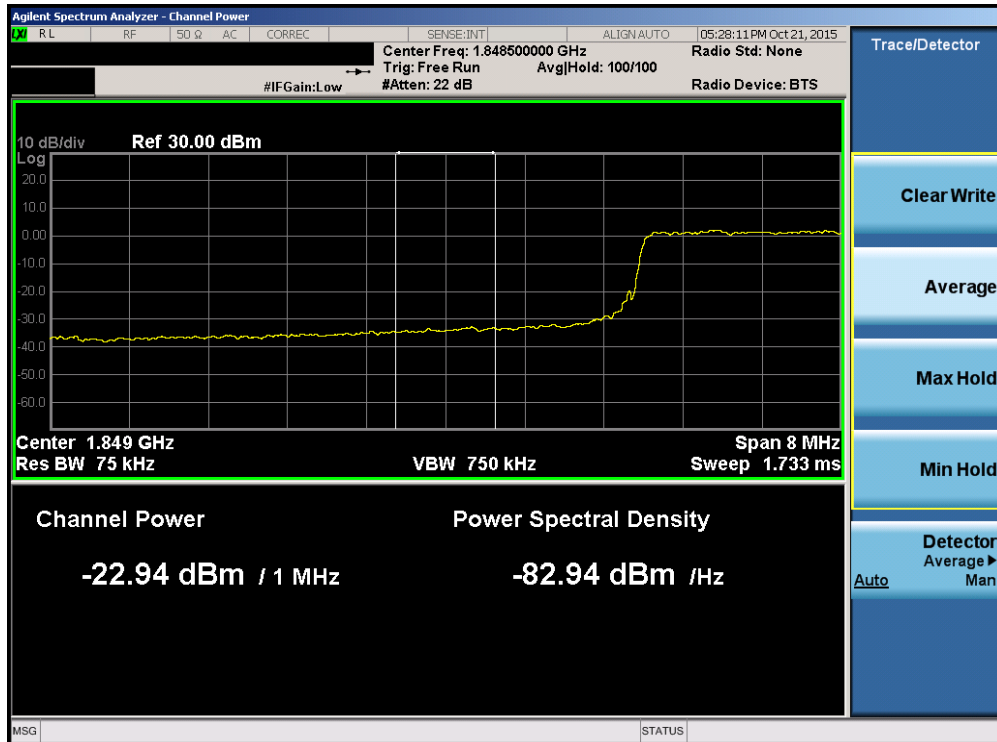 Agilent Spectrum Analyzer - Channel Power
LXI RL RF 50 Ω AC CORREC SENSE:INT ALIGN AUTO 05:28:11 PM Oct 21, 2015
Center Freq: 1.848500000 GHz Radio Std: None
Trig: Free Run Avg|Hold: 100/100
#IFGain:Low #Atten: 22 dB Radio Device: BTS
10 dB/div Ref 30.00 dBm
Log
20.0
10.0
0.00
-10.0
-20.0
-30.0
-40.0
-50.0
-60.0
Center 1.849 GHz Span 8 MHz
Res BW 75 kHz VBW 750 kHz Sweep 1.733 ms
Channel Power Power Spectral Density
-22.94 dBm / 1 MHz -82.94 dBm /Hz
MSG STATUS
Trace/Detector
Clear Write
Average
Max Hold
Min Hold
Detector
Average
Auto Man